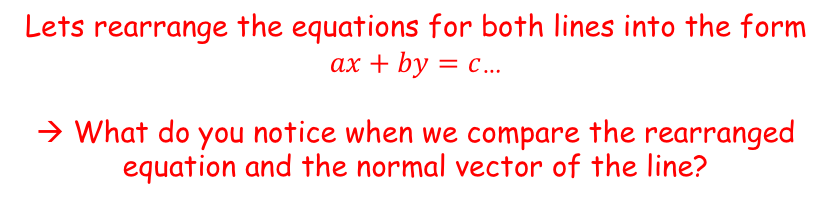 Lets rearrange the equations for both lines into the form
ax + by = c...
→ What do you notice when we compare the rearranged
equation and the normal vector of the line?